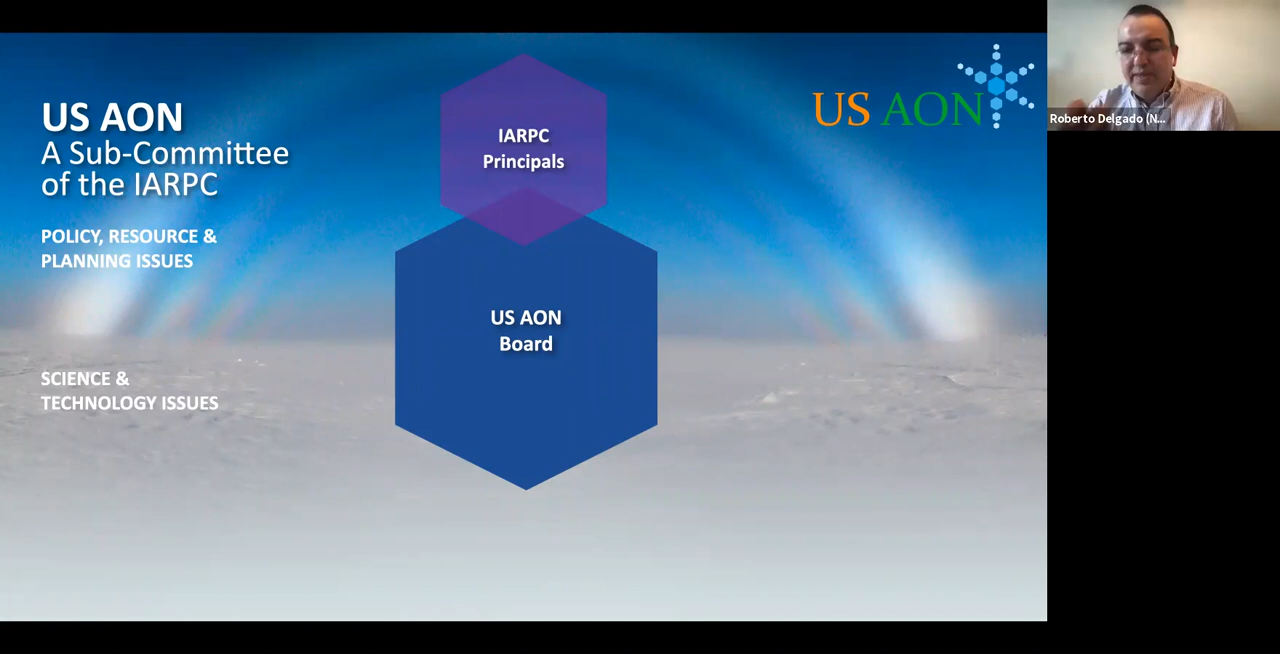 US AON
A Sub-Committee
of the IARPC
POLICY, RESOURCE &
PLANNING ISSUES
SCIENCE &
TECHNOLOGY ISSUES
IARPC
Principals
US AON
Board
US AON
Roberto Delgado (N...